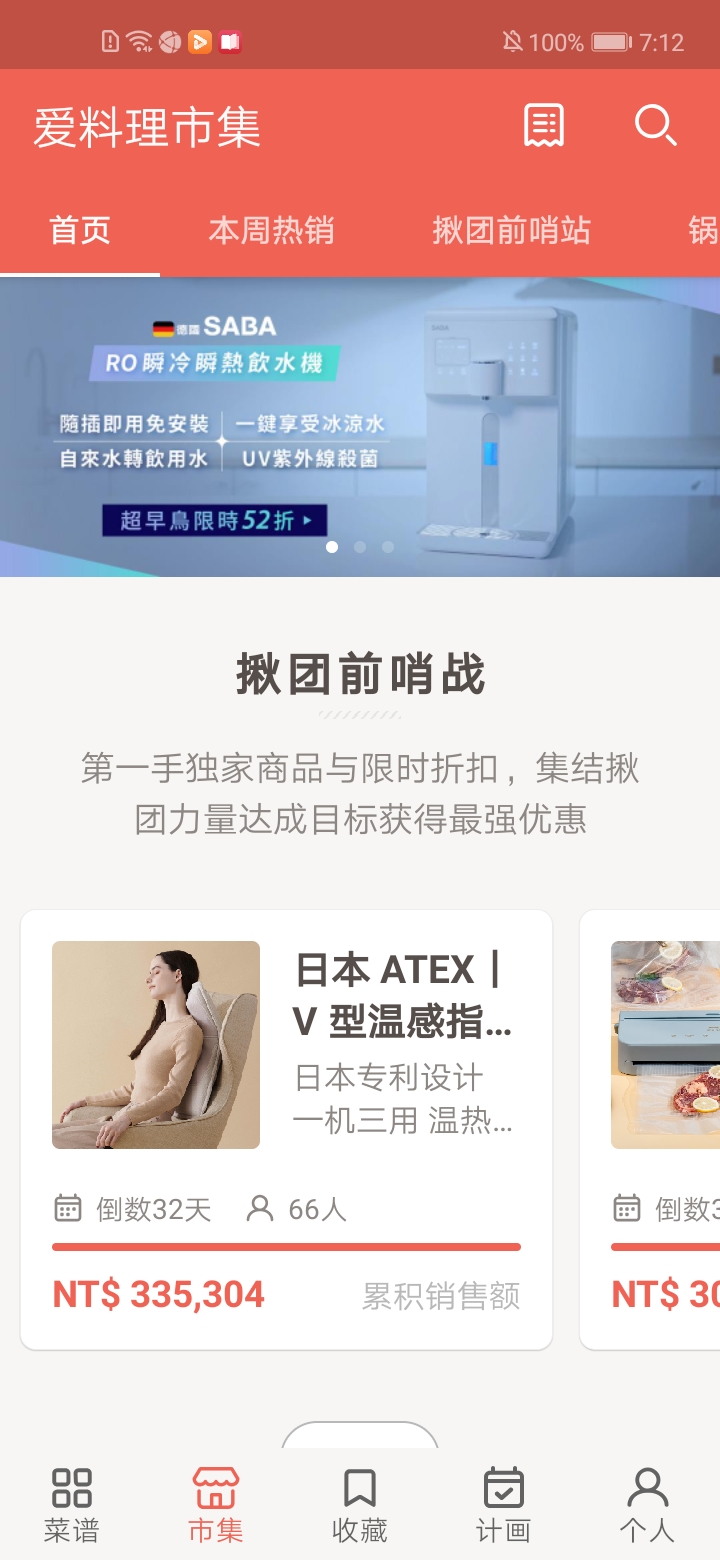 100% 7:12
爱料理市集
首页 本周热销 揪团前哨站 锅
德國 SABA
RO瞬冷瞬熱飲水機
隨插即用免安裝 一鍵享受冰涼水
自來水轉飲用水 UV紫外線殺菌
超早鳥限時52折
揪团前哨战
第一手独家商品与限时折扣，集结揪
团力量达成目标获得最强优惠
日本 ATEX｜
V 型温感指...
日本专利设计
一机三用 温热...
倒数32天 66人
NT$ 335,304 累积销售额
倒数3
NT$ 30
菜谱 市集 收藏 计画 个人